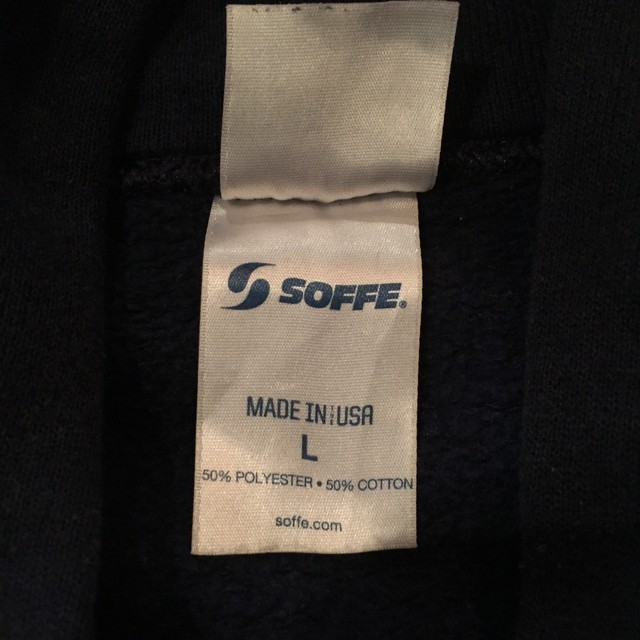 SOFFE®
MADE IN USA
L
50% POLYESTER • 50% COTTON
soffe.com